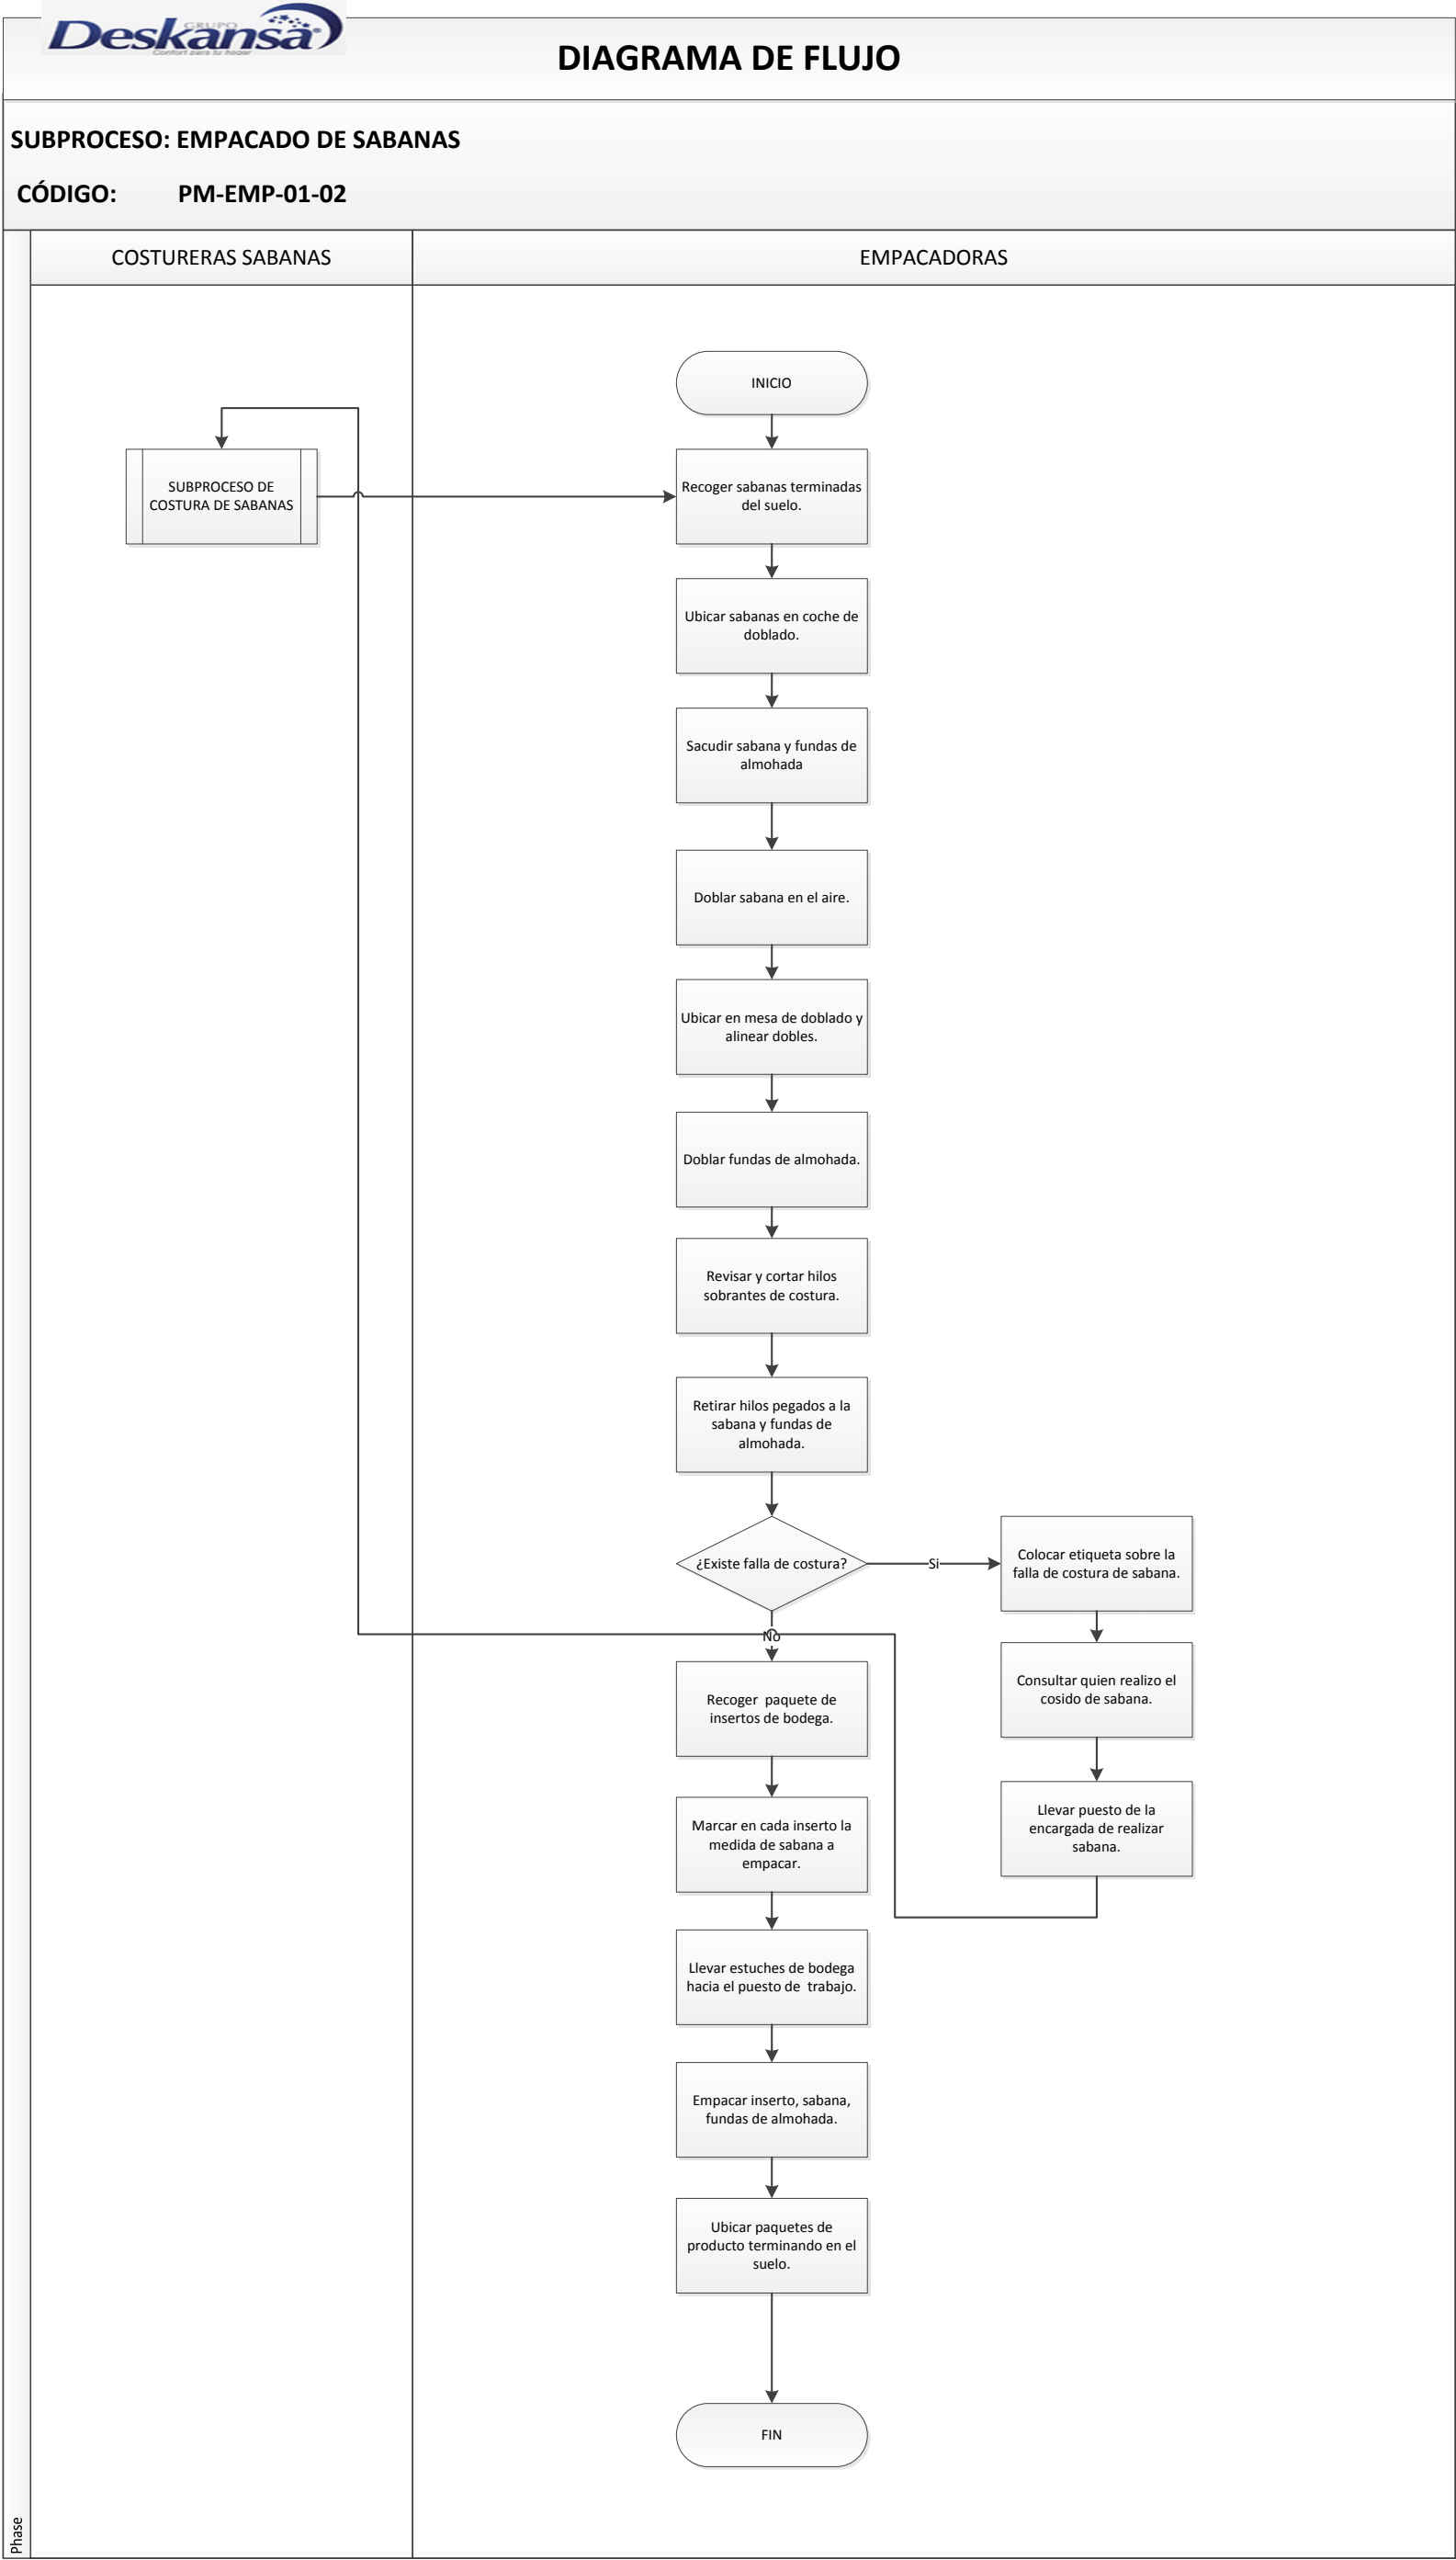 GRUPO
Deskansa
Confort para tu hogar
DIAGRAMA DE FLUJO
SUBPROCESO: EMPACADO DE SABANAS
CÓDIGO: PM-EMP-01-02
COSTURERAS SABANAS
EMPACADORAS
INICIO
SUBPROCESO DE
COSTURA DE SABANAS
Recoger sabanas terminadas
del suelo.
Ubicar sabanas en coche de
doblado.
Sacudir sabana y fundas de
almohada
Doblar sabana en el aire.
Ubicar en mesa de doblado y
alinear dobles.
Doblar fundas de almohada.
Revisar y cortar hilos
sobrantes de costura.
Retirar hilos pegados a la
sabana y fundas de
almohada.
¿Existe falla de costura?
Si
Colocar etiqueta sobre la
falla de costura de sabana.
No
Consultar quien realizo el
cosido de sabana.
Recoger paquete de
insertos de bodega.
Llevar puesto de la
encargada de realizar
sabana.
Marcar en cada inserto la
medida de sabana a
empacar.
Llevar estuches de bodega
hacia el puesto de trabajo.
Empacar inserto, sabana,
fundas de almohada.
Ubicar paquetes de
producto terminando en el
suelo.
FIN
Phase